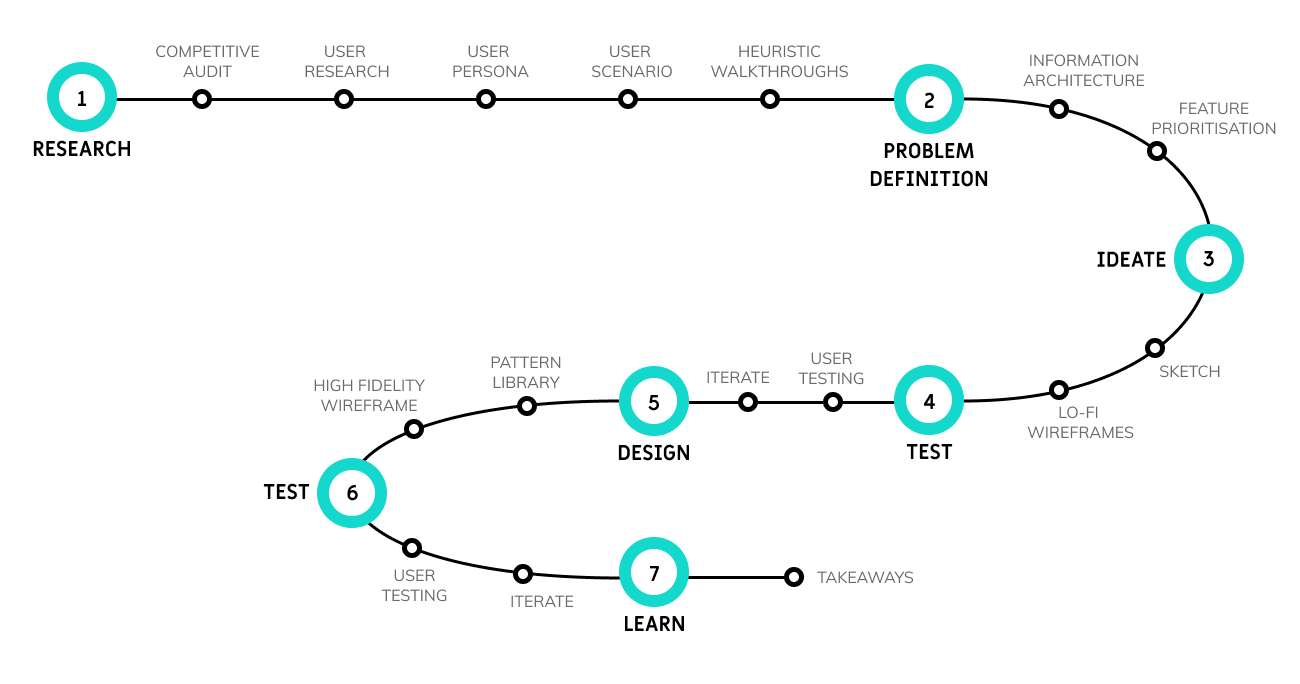 1
RESEARCH
COMPETITIVE
AUDIT
USER
RESEARCH
USER
PERSONA
USER
SCENARIO
HEURISTIC
WALKTHROUGHS
2
PROBLEM
DEFINITION
INFORMATION
ARCHITECTURE
FEATURE
PRIORITISATION
3
IDEATE
SKETCH
LO-FI
WIREFRAMES
4
TEST
USER
TESTING
ITERATE
5
DESIGN
PATTERN
LIBRARY
HIGH FIDELITY
WIREFRAME
6
TEST
USER
TESTING
ITERATE
7
LEARN
TAKEAWAYS